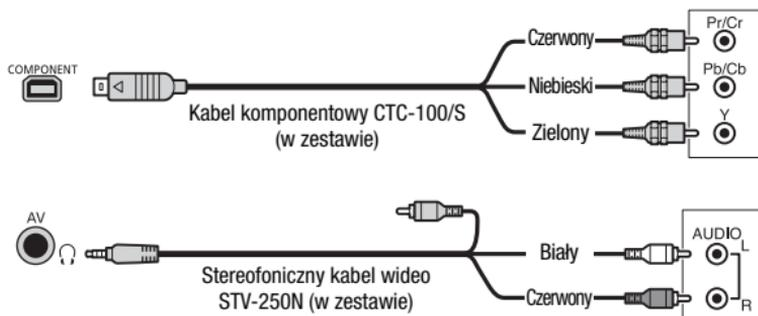 Czerwony
Pr/Cr
COMPONENT
Niebieski
Pb/Cb
Kabel komponentowy CTC-100/S
(w zestawie)
Zielony
Y
AV
AUDIO
L
Biały
Stereofoniczny kabel wideo
STV-250N (w zestawie)
Czerwony
R